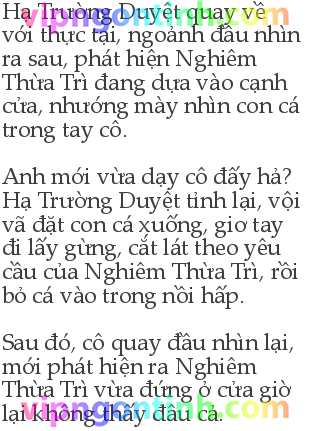 Hạ Trường Duyệt quay về
với thực tại, ngoảnh đầu nhìn
ra sau, phát hiện Nghiêm
Thừa Trì đang dựa vào cạnh
cửa, nhướng mày nhìn con cá
trong tay cô.
Anh mới vừa dạy cô đấy hả?
Hạ Trường Duyệt tỉnh lại, vội
vã đặt con cá xuống, giơ tay
đi lấy gừng, cắt lát theo yêu
cầu của Nghiêm Thừa Trì, rồi
bỏ cá vào trong nồi hấp.
Sau đó, cô quay đầu nhìn lại,
mới phát hiện ra Nghiêm
Thừa Trì vừa đứng ở cửa giờ
lại không thấy đâu cả.
vipngontinh.com
vipngontinh.com